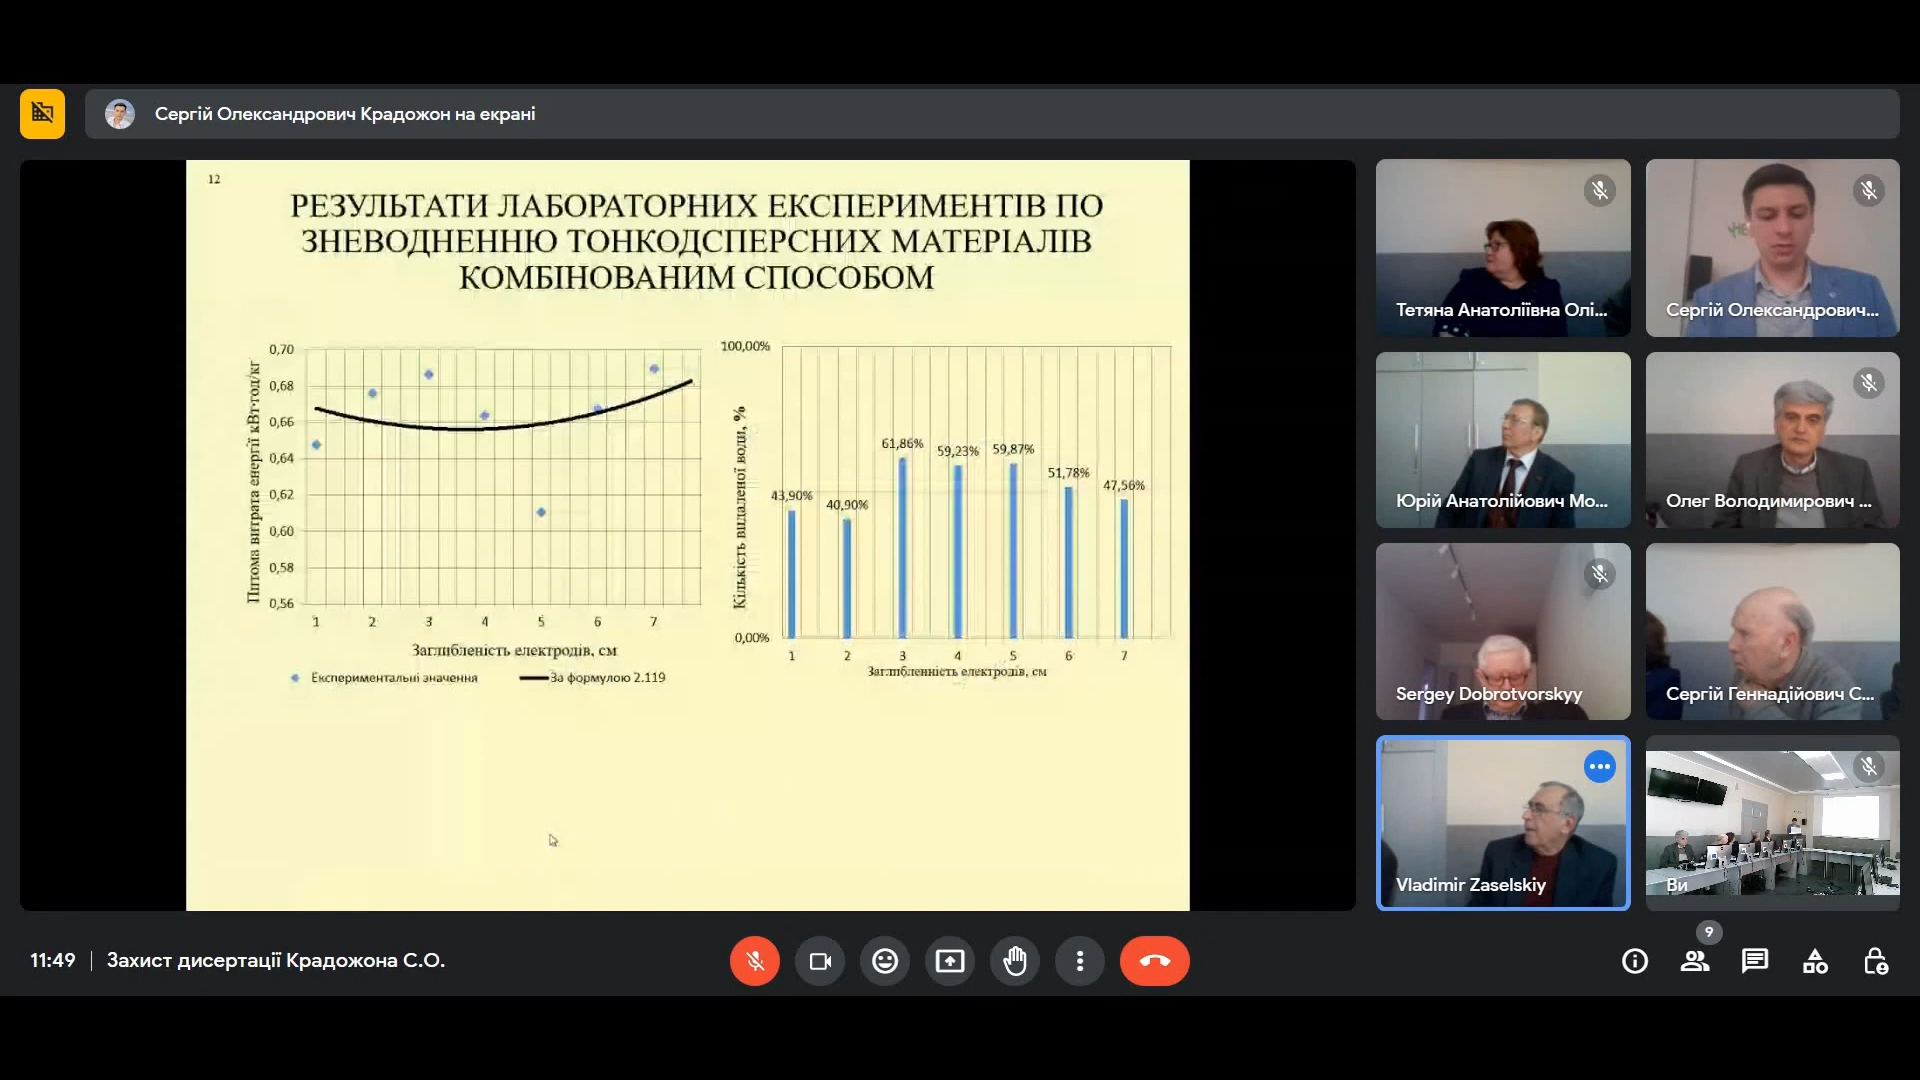 Сергій Олександрович Крадожон на екрані
12
РЕЗУЛЬТАТИ ЛАБОРАТОРНИХ ЕКСПЕРИМЕНТІВ ПО
ЗНЕВОДНЕННЮ ТОНКОДСПЕРСНИХ МАТЕРІАЛІВ
КОМБІНОВАНИМ СПОСОБОМ
Піптома витрата енергії кВт·год/кг
0,70
0,68
0,66
0,64
0,62
0,60
0,58
0,56
1 2 3 4 5 6 7
Заглибленість електродів, см
Експериментальні значення
За формулою 2.119
Кількість видаленої води, %
100,00%
0,00%
43,90%
40,90%
61,86%
59,23%
59,87%
51,78%
47,56%
1 2 3 4 5 6 7
Заглибленність електродів, см
Тетяна Анатоліївна Олі...
Сергій Олександрович...
Юрій Анатолійович Мо...
Олег Володимирович ...
Sergey Dobrotvorskyy
Сергій Геннадійович С...
Vladimir Zaselskiy
Ви
11:49
Захист дисертації Крадожона С.О.
9